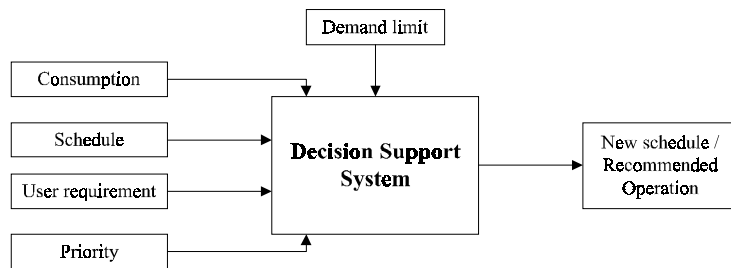 Demand limit
Consumption
Schedule
User requirement
Priority
Decision Support
System
New schedule /
Recommended
Operation